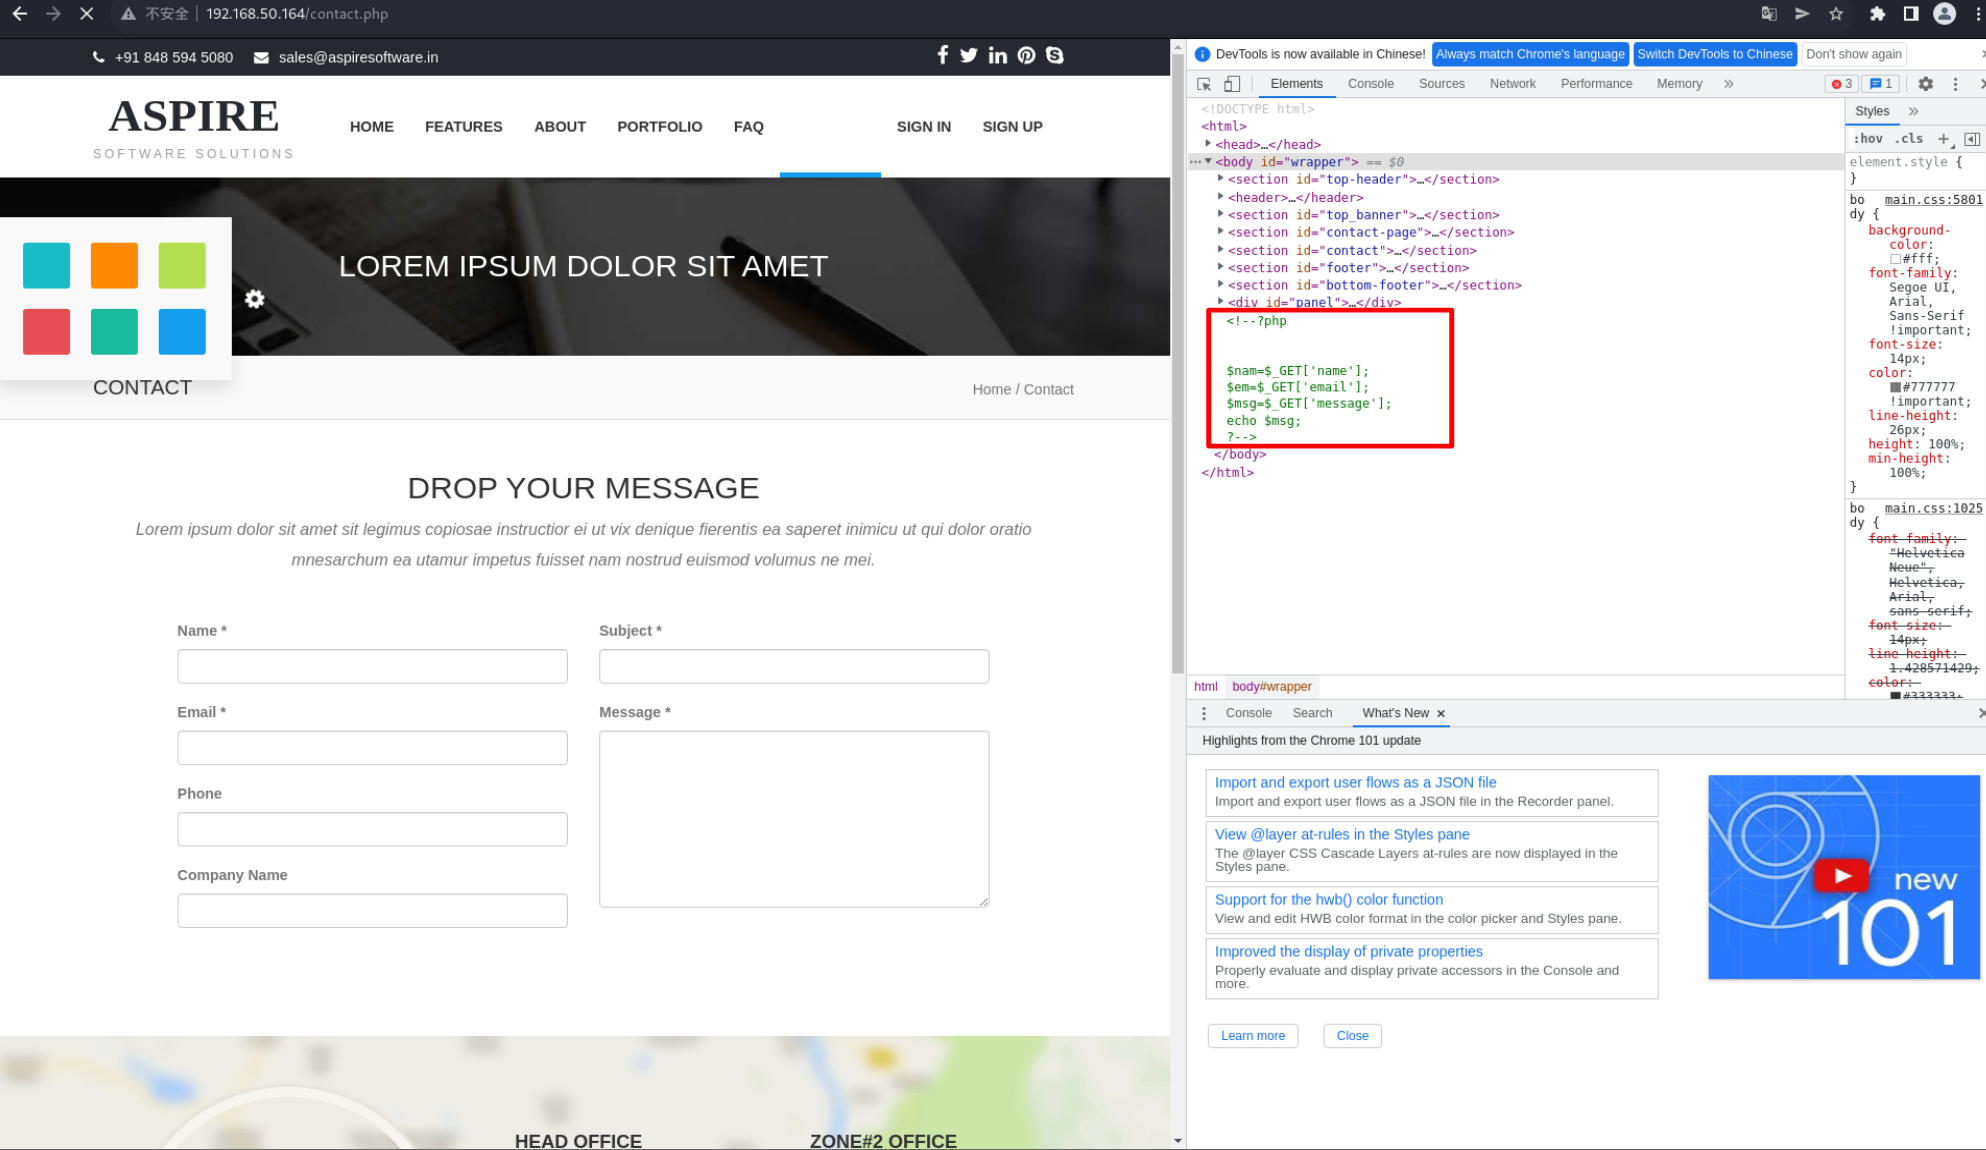 不安全 192.168.50.164/contact.php
+91 848 594 5080 sales@aspiresoftware.in
ASPIRE
SOFTWARE SOLUTIONS
HOME FEATURES ABOUT PORTFOLIO FAQ SIGN IN SIGN UP
LOREM IPSUM DOLOR SIT AMET
CONTACT
Home / Contact
DROP YOUR MESSAGE
Lorem ipsum dolor sit amet sit legimus copiosae instructior ei ut vix denique fierentis ea saperet inimicu ut qui dolor oratio
mnesarchum ea utamur impetus fuisset nam nostrud euismod volumus ne mei.
Name *
Subject *
Email *
Message *
Phone
Company Name
HEAD OFFICE
ZONE#2 OFFICE
DevTools is now available in Chinese! Always match Chrome's language Switch DevTools to Chinese Don't show again
Elements Console Sources Network Performance Memory 3 1
<!DOCTYPE html>
<html>
<head>…</head>
<body id="wrapper"> == $0
<section id="top-header">…</section>
<header>…</header>
<section id="top_banner">…</section>
<section id="contact-page">…</section>
<section id="contact">…</section>
<section id="footer">…</section>
<section id="bottom-footer">…</section>
<div id="panel">…</div>
<!--?php
$nam=$_GET['name'];
$em=$_GET['email'];
$msg=$_GET['message'];
echo $msg;
?-->
</body>
</html>
html body#wrapper
Styles
:hov .cls +
element.style {
}
bo main.css:5801
dy {
background-
color:
#fff;
font-family:
Segoe UI,
Arial,
Sans-Serif
!important;
font-size:
14px;
color:
#777777
!important;
line-height:
26px;
height: 100%;
min-height:
100%;
}
bo main.css:1025
dy {
font-family:
"Helvetica
Neue",
Helvetica,
Arial,
sans-serif;
font-size:
14px;
line-height:
1.428571429;
color:
#333333;
Console Search What's New
Highlights from the Chrome 101 update
Import and export user flows as a JSON file
Import and export user flows as a JSON file in the Recorder panel.
View @layer at-rules in the Styles pane
The @layer CSS Cascade Layers at-rules are now displayed in the
Styles pane.
Support for the hwb() color function
View and edit HWB color format in the color picker and Styles pane.
Improved the display of private properties
Properly evaluate and display private accessors in the Console and
more.
Learn more Close
new
101